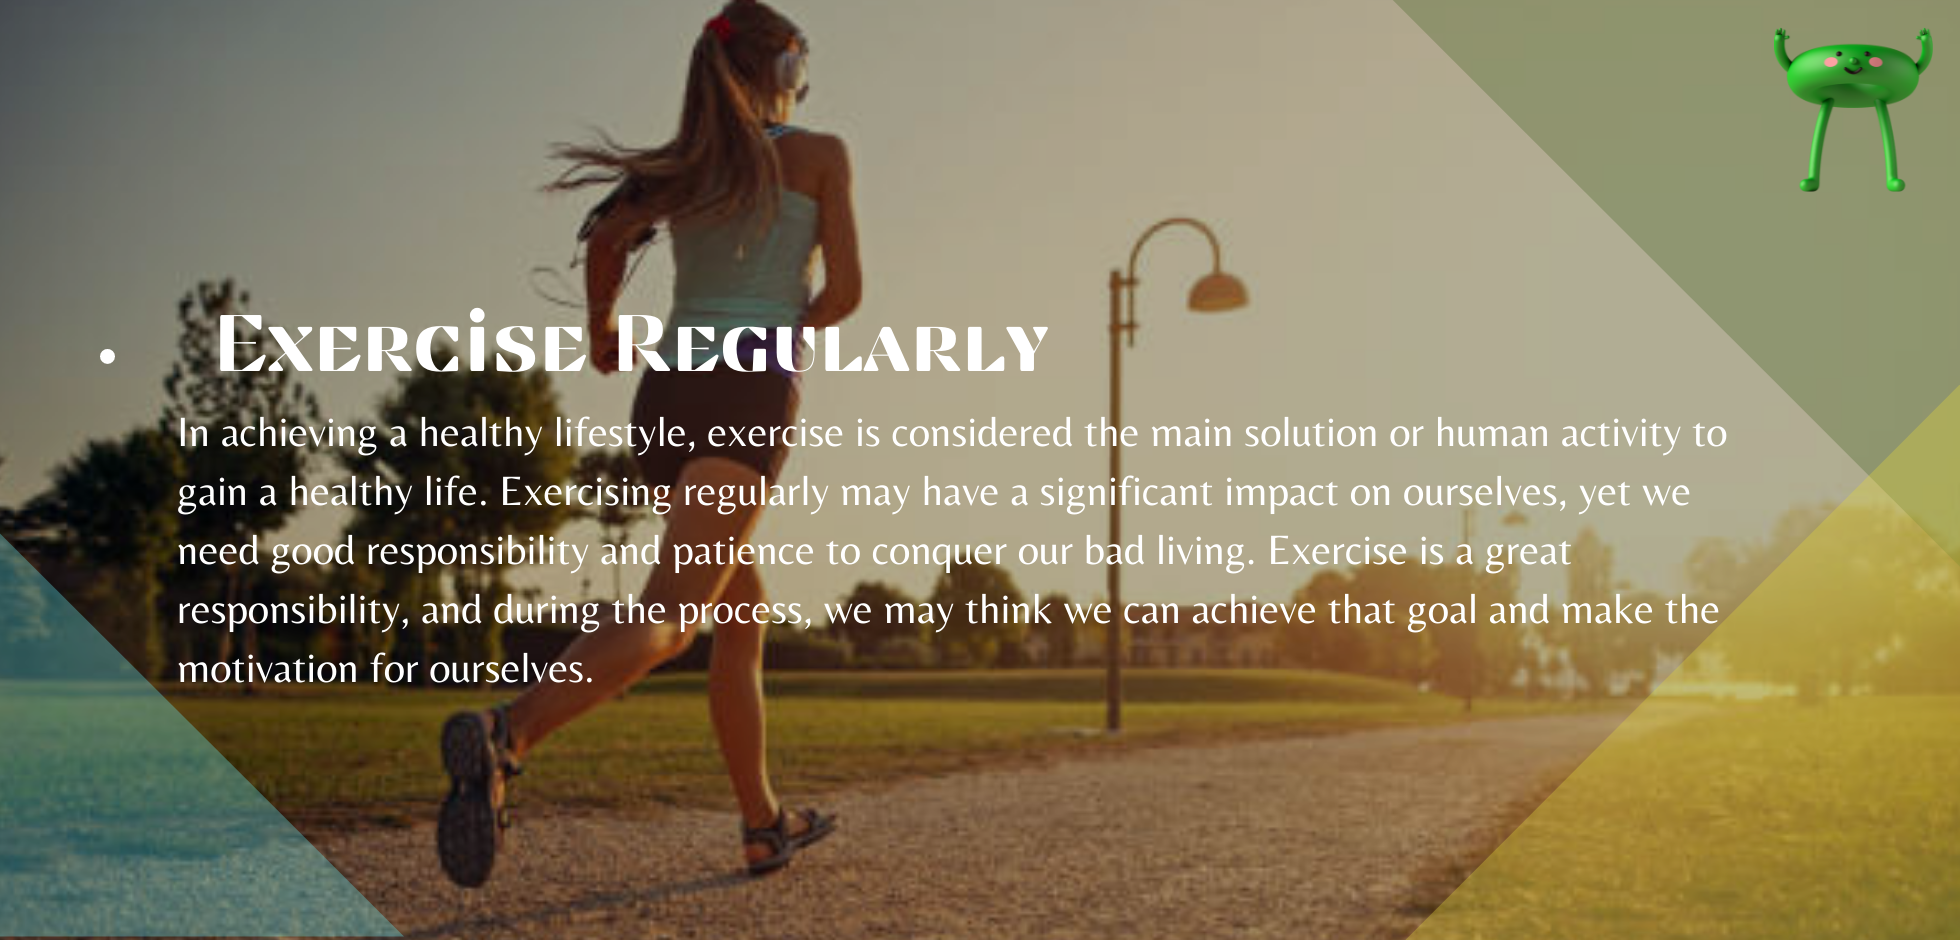 • Exercise Regularly
In achieving a healthy lifestyle, exercise is considered the main solution or human activity to
gain a healthy life. Exercising regularly may have a significant impact on ourselves, yet we
need good responsibility and patience to conquer our bad living. Exercise is a great
responsibility, and during the process, we may think we can achieve that goal and make the
motivation for ourselves.